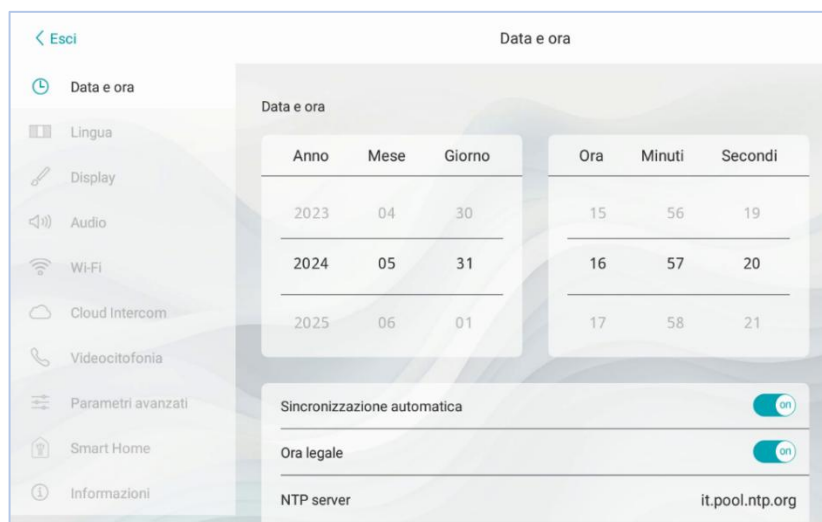 Esci
Data e ora
Data e ora
Lingua
Display
Audio
Wi-Fi
Cloud Intercom
Videocitofonia
Parametri avanzati
Smart Home
Informazioni
Data e ora
Anno Mese Giorno
2023 04 30
2024 05 31
2025 06 01
Ora Minuti Secondi
15 56 19
16 57 20
17 58 21
Sincronizzazione automatica on
Ora legale on
NTP server it.pool.ntp.org